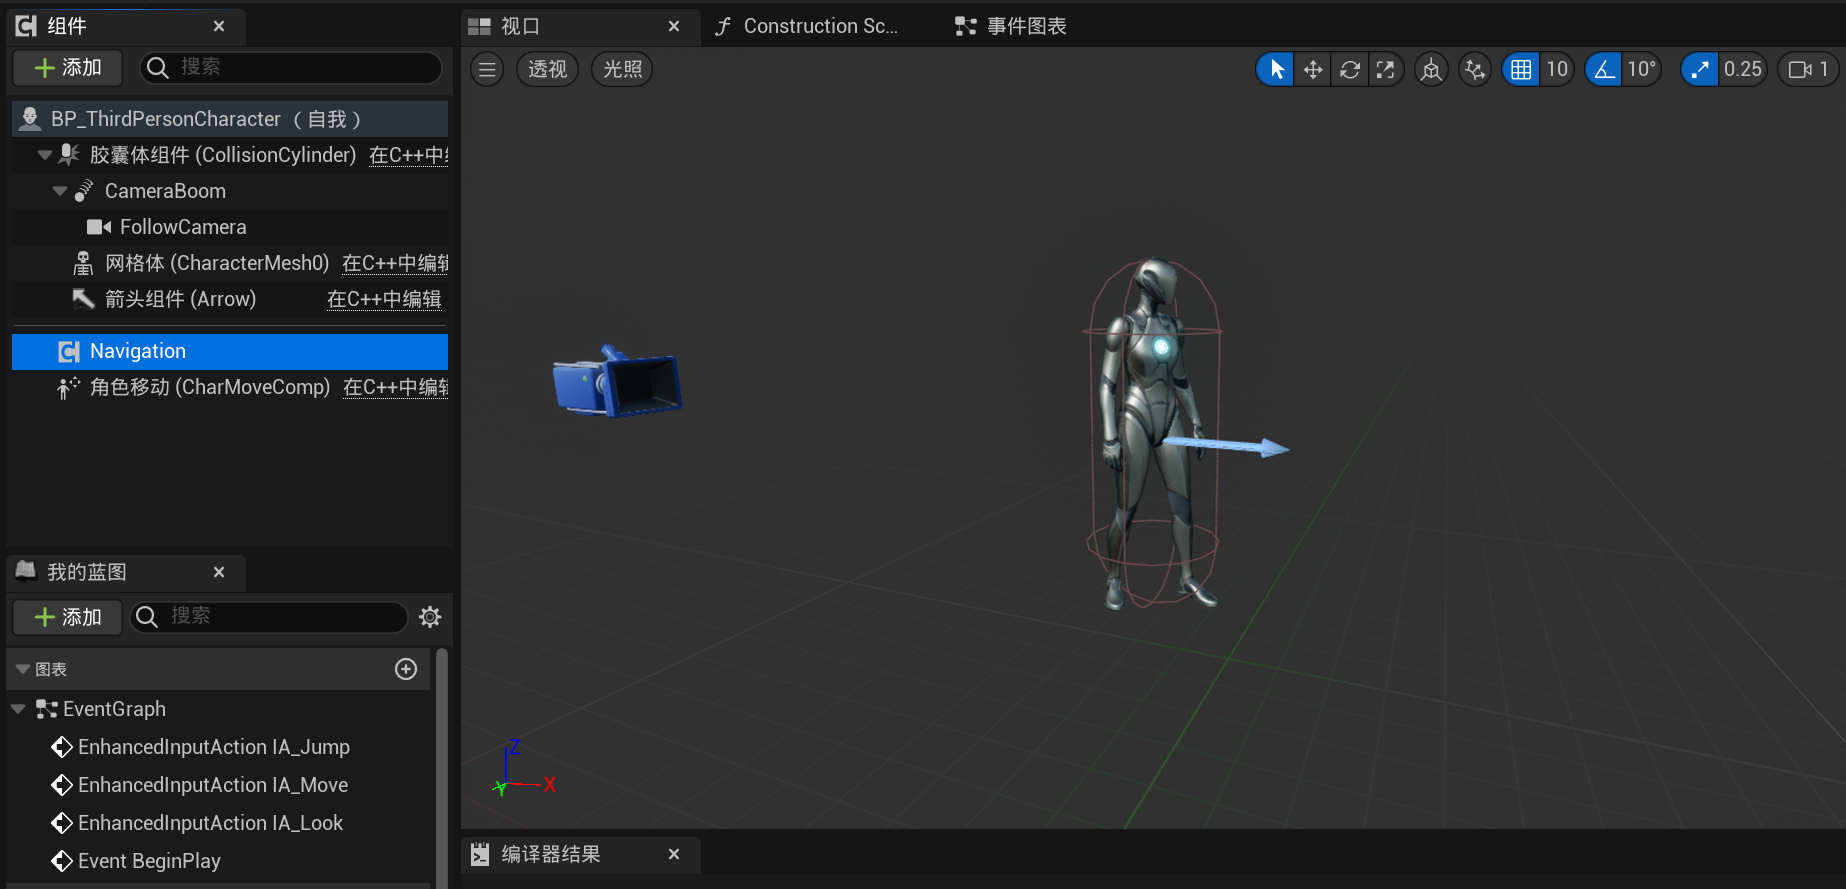 组件
添加
搜索
BP_ThirdPersonCharacter （自我）
胶囊体组件 (CollisionCylinder) 在C++中
CameraBoom
FollowCamera
网格体 (CharacterMesh0) 在C++中编辑
箭头组件 (Arrow) 在C++中编辑
Navigation
角色移动 (CharMoveComp) 在C++中编辑
我的蓝图
添加
搜索
图表
EventGraph
EnhancedInputAction IA_Jump
EnhancedInputAction IA_Move
EnhancedInputAction IA_Look
Event BeginPlay
视口
Construction Sc...
事件图表
透视
光照
10
10°
0.25
1
Z
X
Y
编译器结果